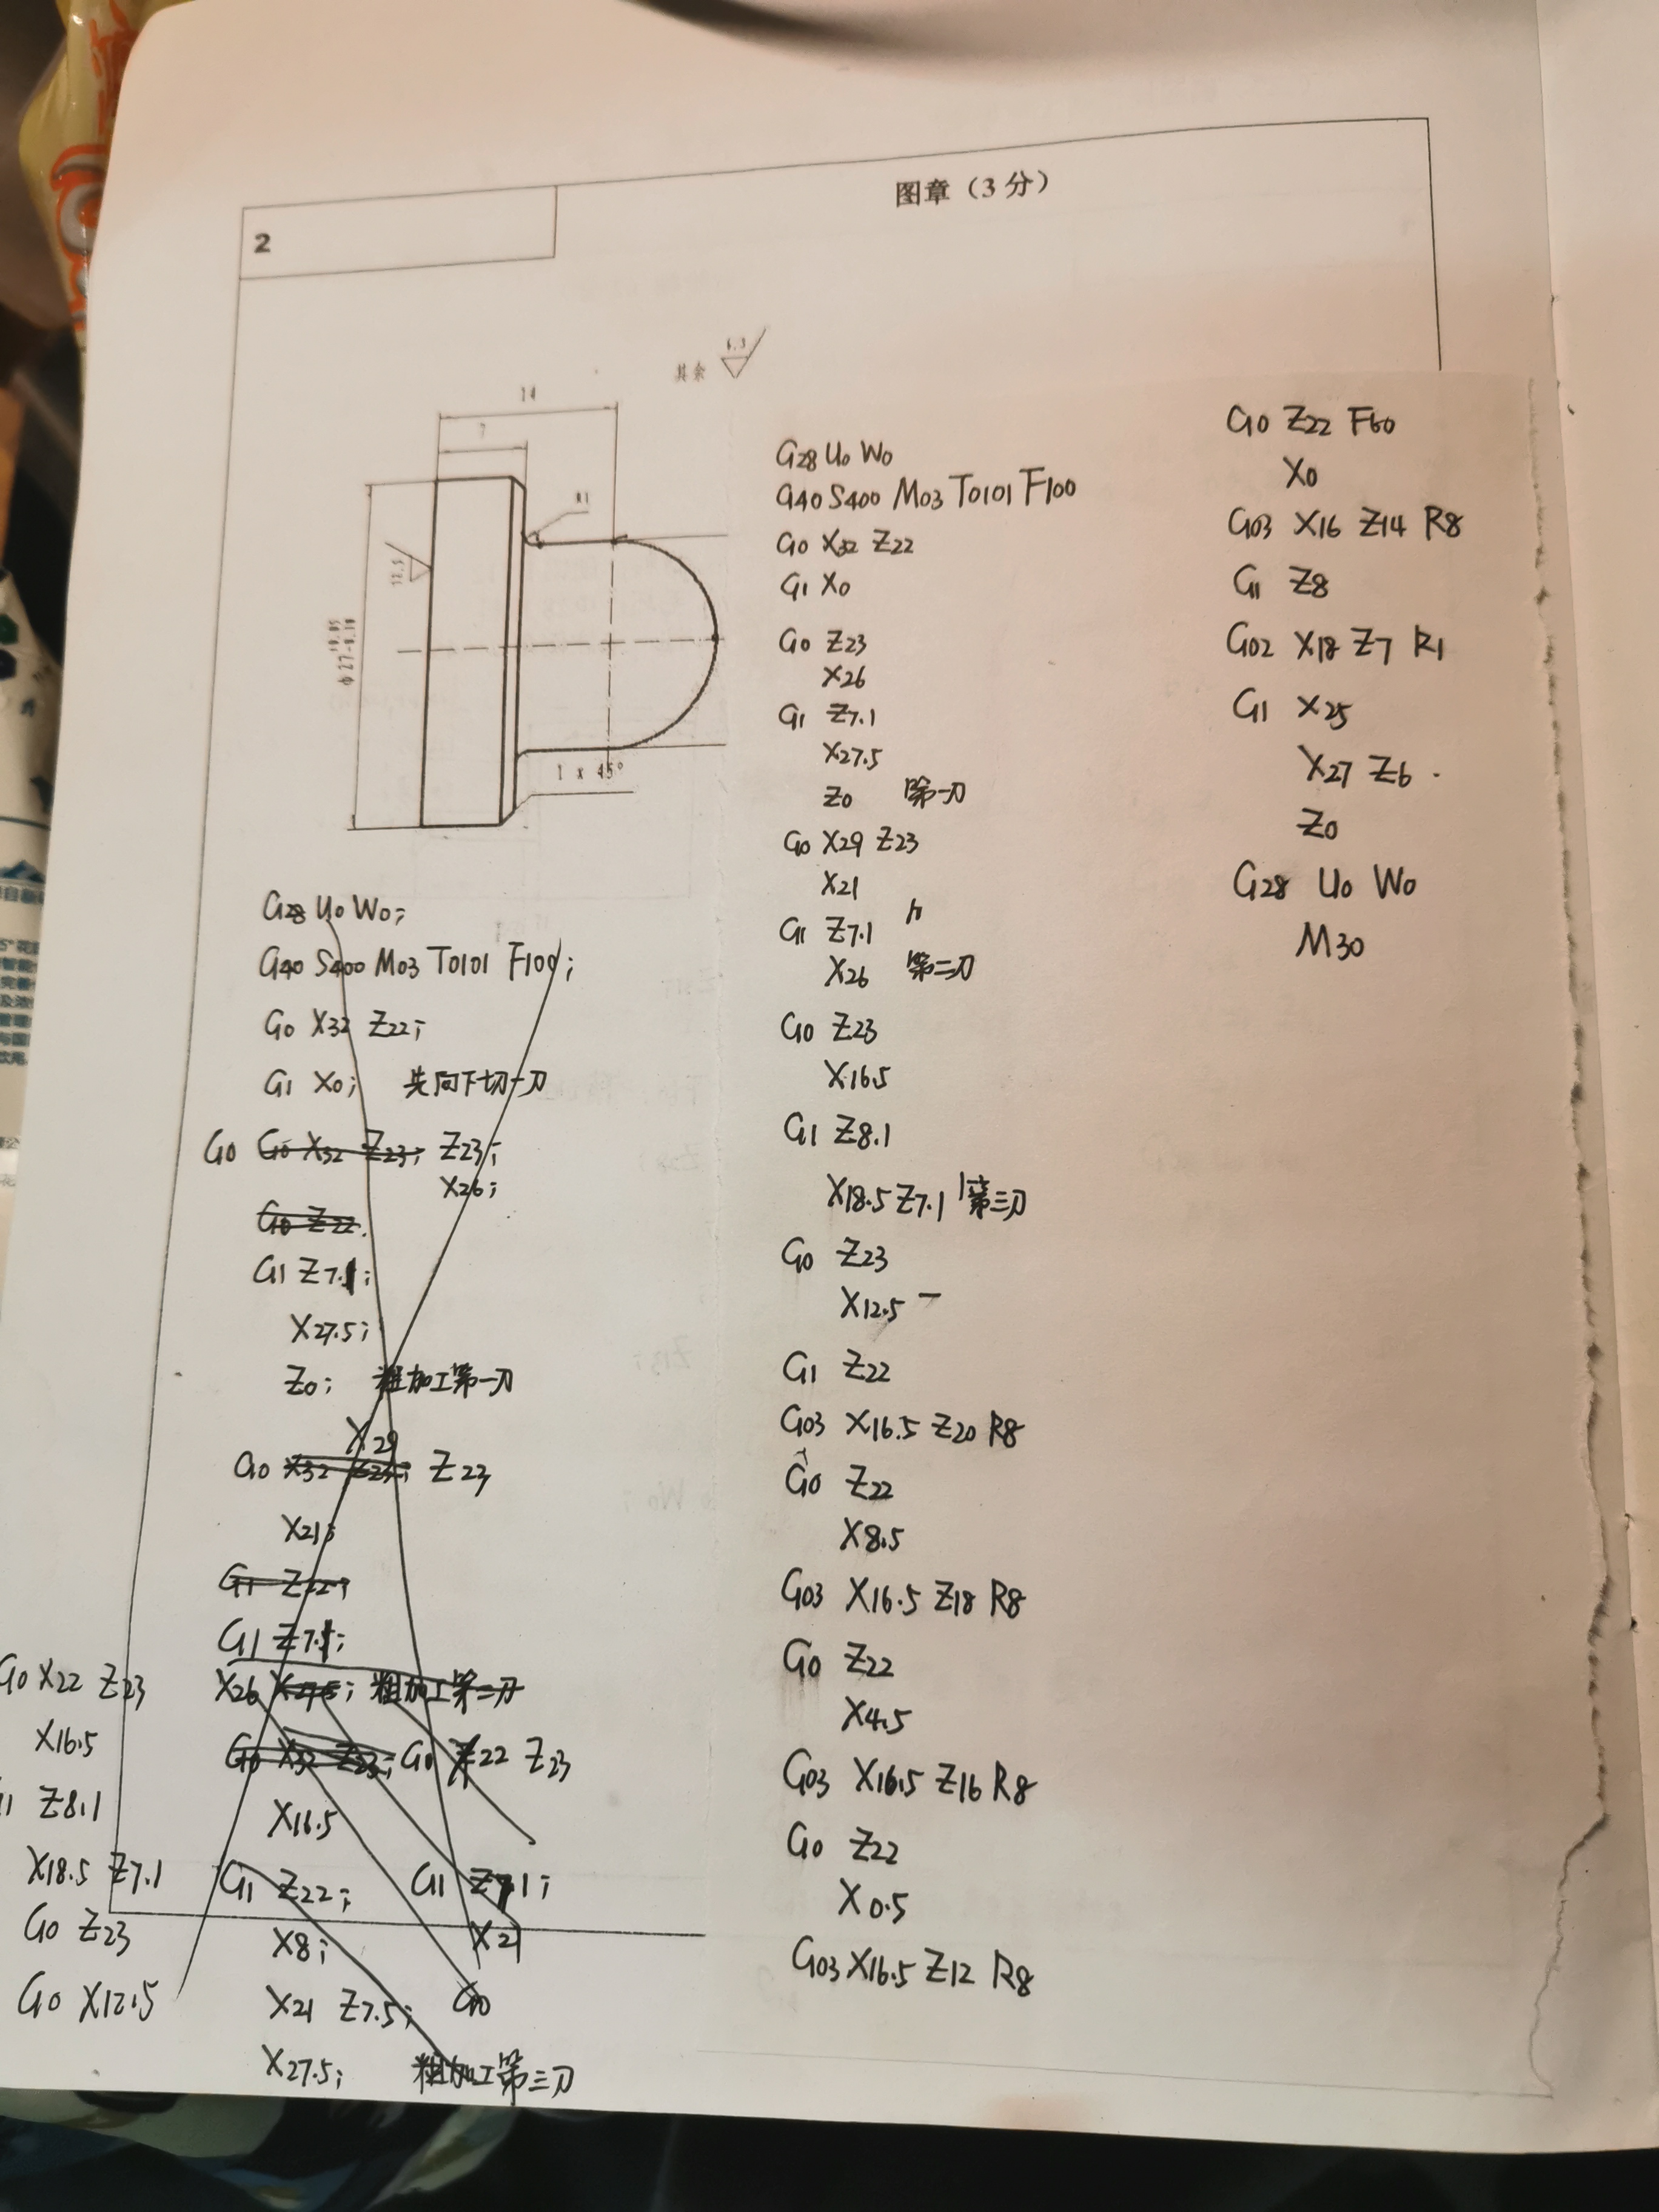 图章（3分）
2
其余 6.3
14
7
R1
12.5
φ27-0.10
1 x 45°
G28 U0 W0;
G40 S400 M03 T0101 F100;
G0 X32 Z22;
G1 X0; 先向下切一刀
G0 G0 X32 Z23; Z23;
X26;
G0 Z22.
G1 Z7.1;
X27.5;
Z0; 粗加工第一刀
X29
G0 X32 Z23; Z23
X21;
G1 Z22;
G1 Z7.1;
X26 X27.5; 粗加工第二刀
G0 X32 Z23; G0 X22 Z23
X16.5
G1 Z22; G1 Z7.1;
X8; X21
X21 Z7.5; G0
X27.5; 粗加工第三刀
G0 X22 Z23
X16.5
G1 Z8.1
X18.5 Z7.1
G0 Z23
G0 X12.5
G28 U0 W0
G40 S400 M03 T0101 F100
G0 X32 Z22
G1 X0
G0 Z23
X26
G1 Z7.1
X27.5
Z0 第一刀
G0 X29 Z23
X21
G1 Z7.1
X26 第二刀
G0 Z23
X16.5
G1 Z8.1
X18.5 Z7.1 第三刀
G0 Z23
X12.5
G1 Z22
G03 X16.5 Z20 R8
G0 Z22
X8.5
G03 X16.5 Z18 R8
G0 Z22
X4.5
G03 X16.5 Z16 R8
G0 Z22
X0.5
G03 X16.5 Z12 R8
G0 Z22 F60
X0
G03 X16 Z14 R8
G1 Z8
G02 X18 Z7 R1
G1 X25
X27 Z6.
Z0
G28 U0 W0
M30